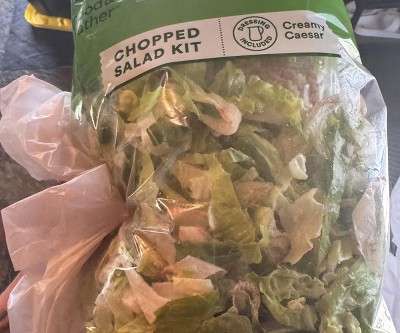 CHOPPED
SALAD KIT
DRESSING
INCLUDED
Creamy
Caesar